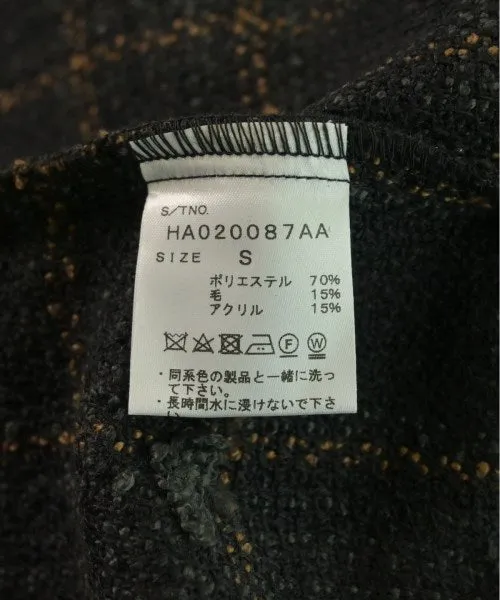 S/TNO.
HA020087AA
SIZE S
ポリエステル 70%
毛 15%
アクリル 15%
F W
・同系色の製品と一緒に洗っ
て下さい。
・長時間水に浸けないで下さ
い